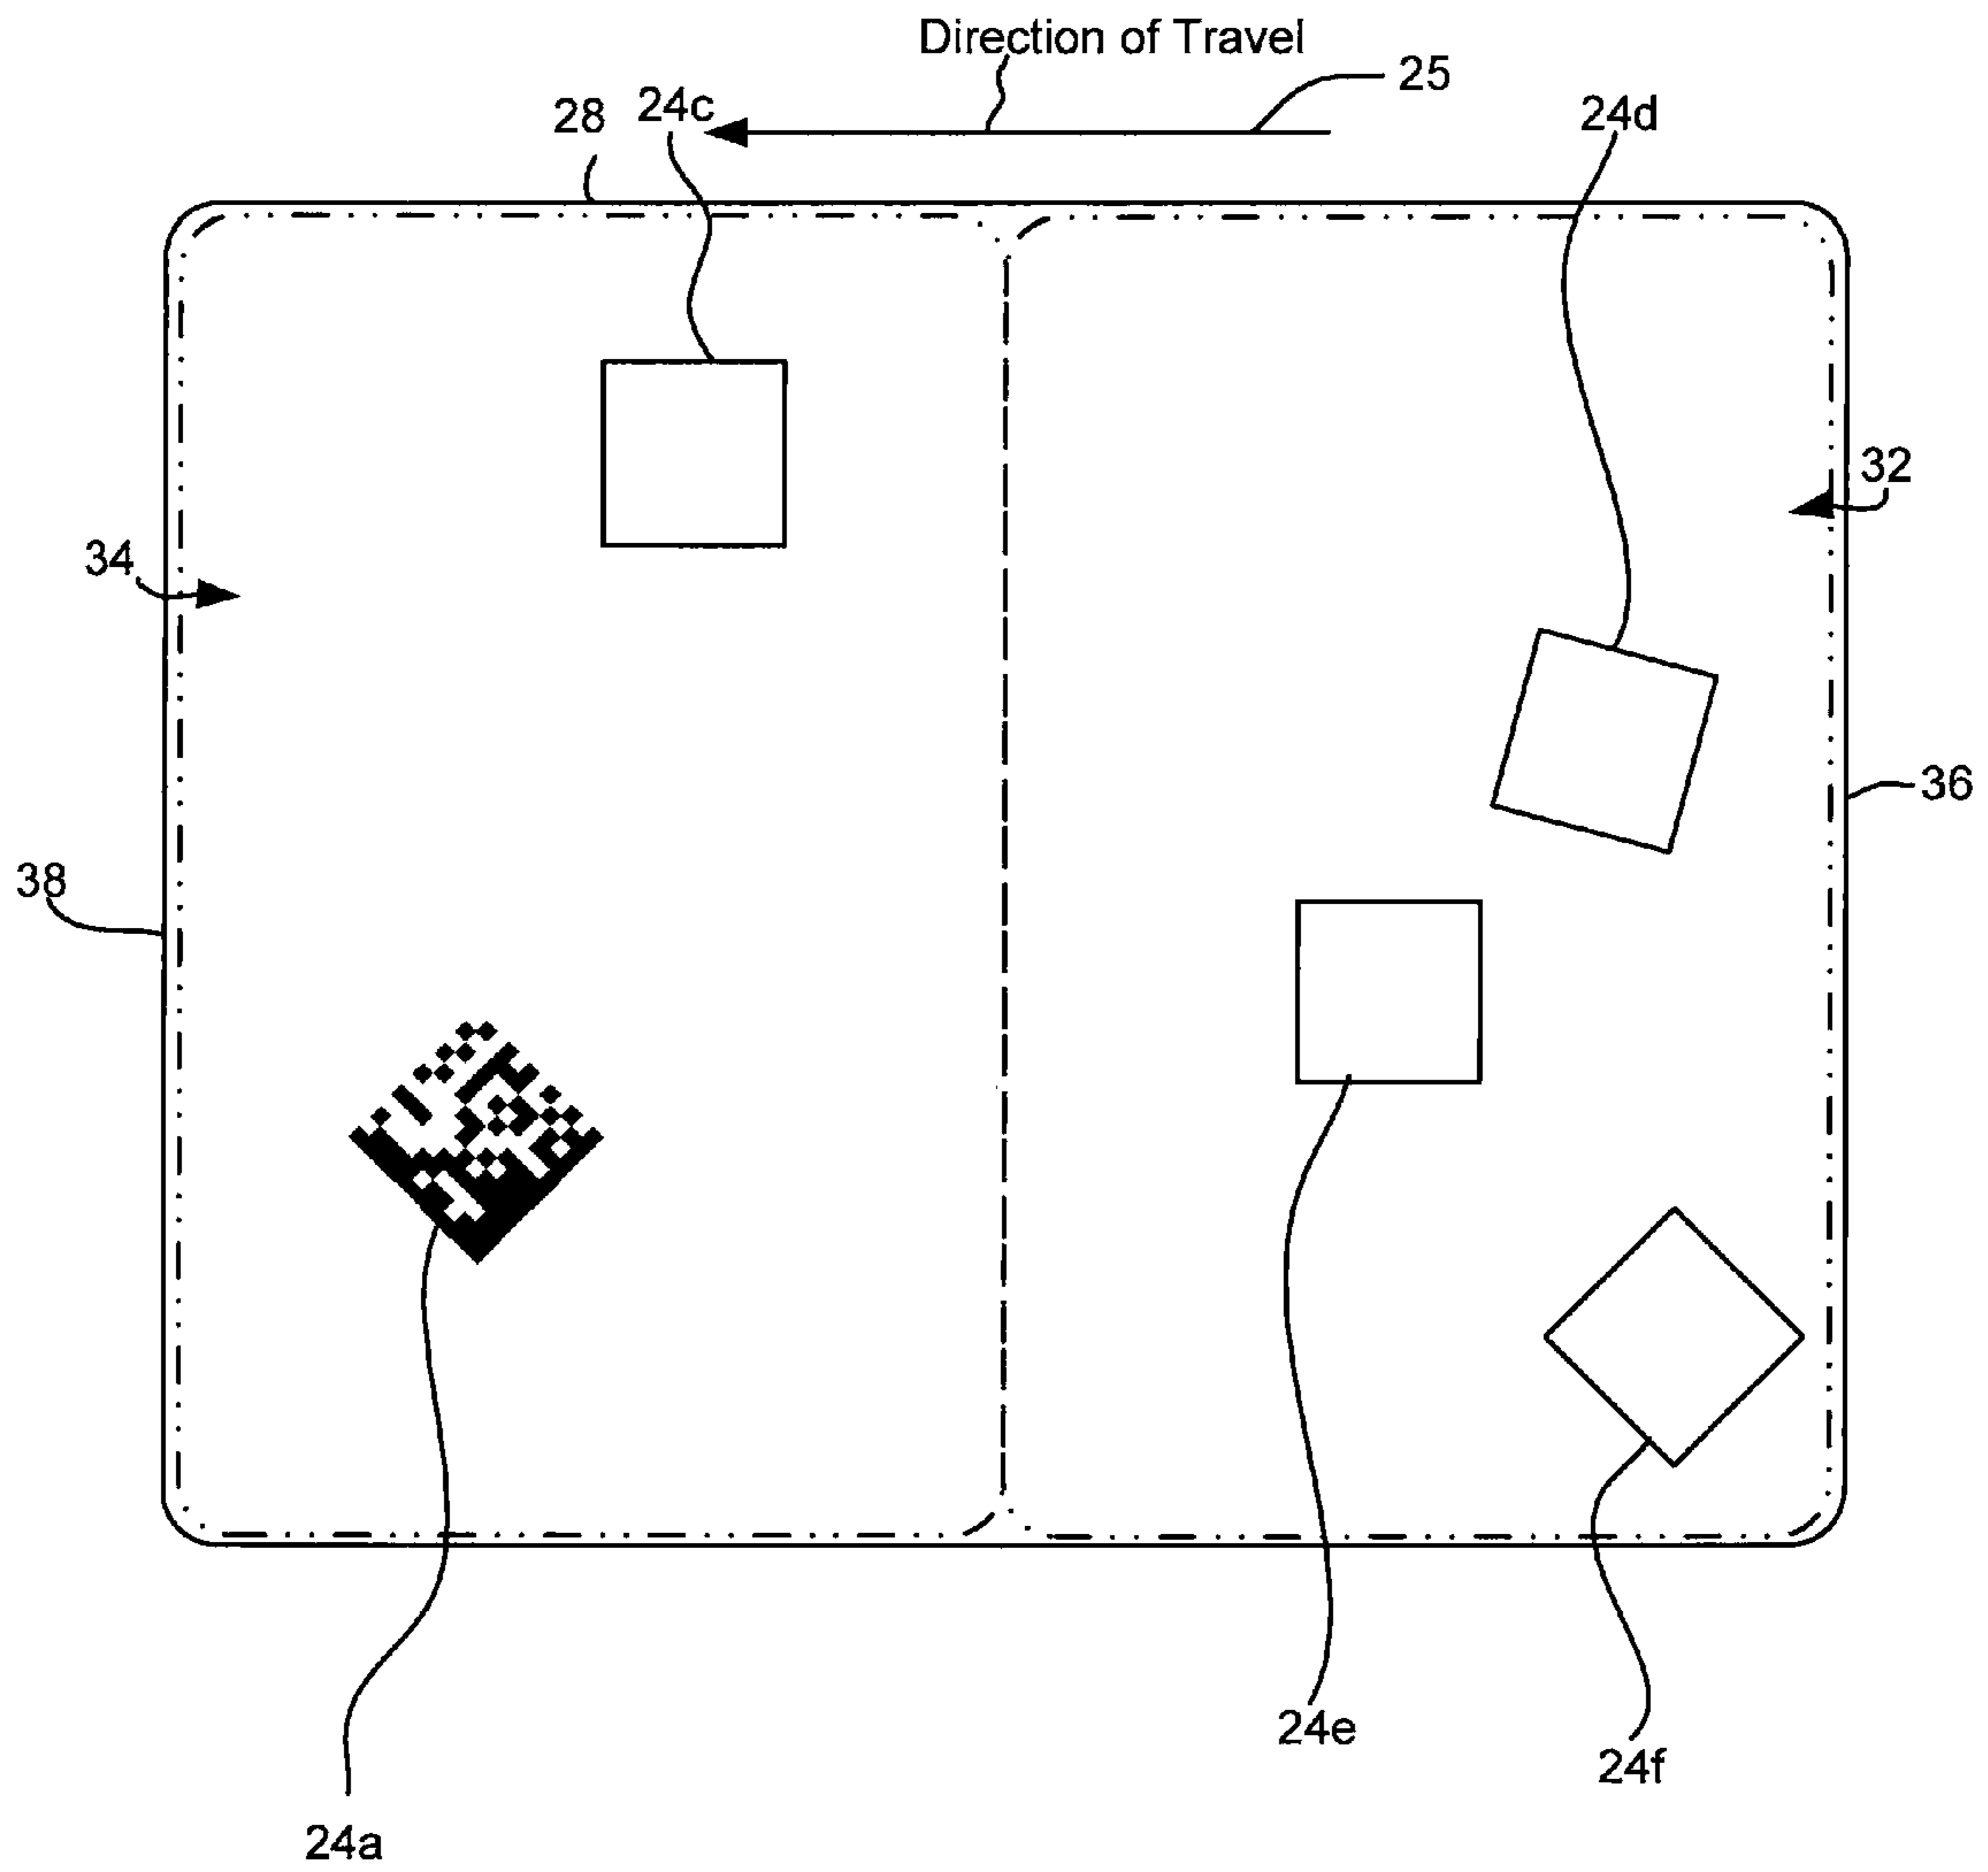 Direction of Travel
25
28
24c
24d
32
34
36
38
24e
24f
24a